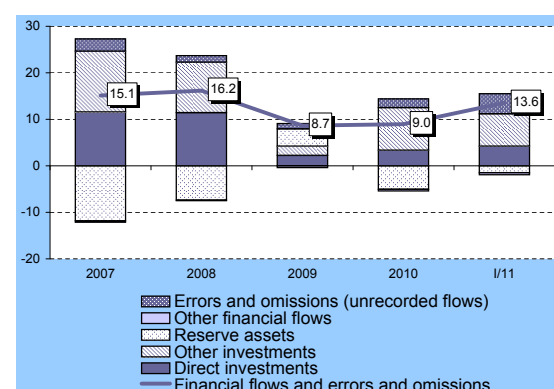 30
20
10
0
-10
-20
15.1
16.2
8.7
9.0
13.6
2007 2008 2009 2010 I/11
Errors and omissions (unrecorded flows)
Other financial flows
Reserve assets
Other investments
Direct investments
Financial flows and errors and omissions